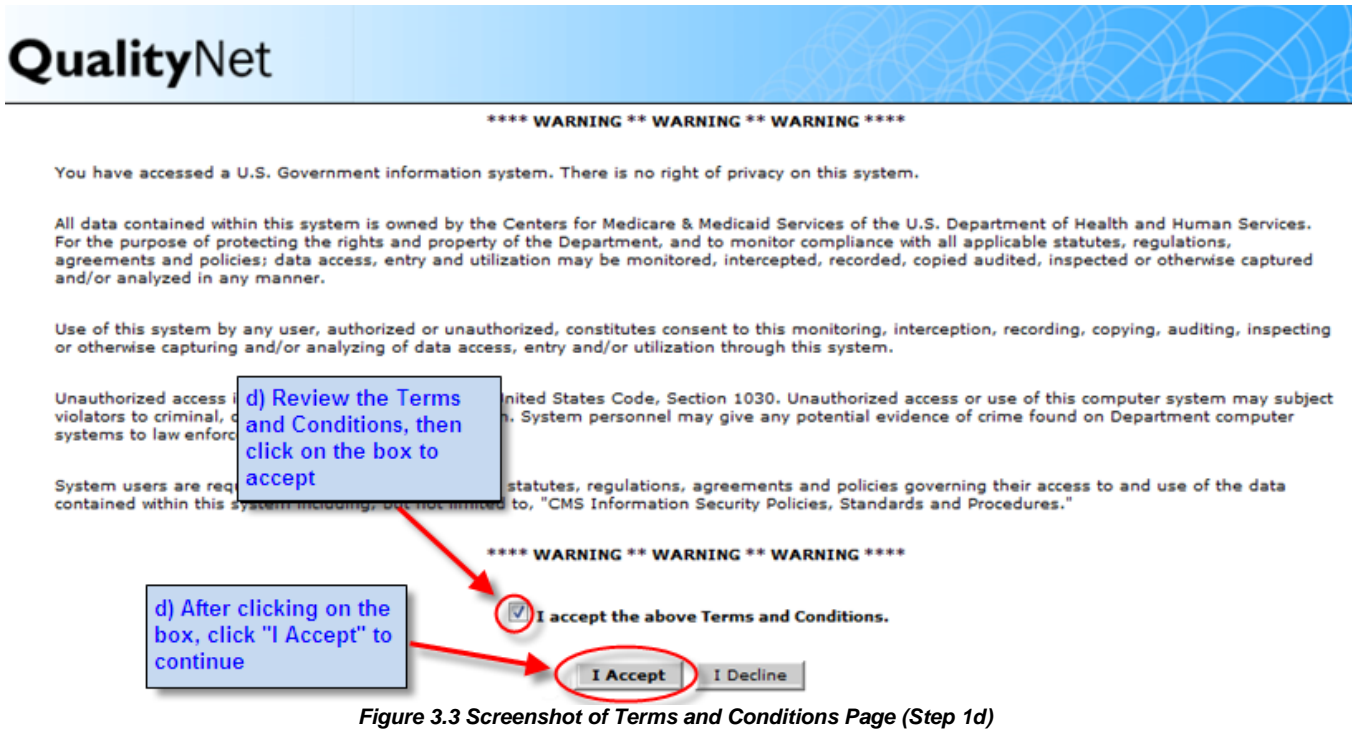 QualityNet
**** WARNING ** WARNING ** WARNING ****
You have accessed a U.S. Government information system. There is no right of privacy on this system.
All data contained within this system is owned by the Centers for Medicare & Medicaid Services of the U.S. Department of Health and Human Services.
For the purpose of protecting the rights and property of the Department, and to monitor compliance with all applicable statutes, regulations,
agreements and policies; data access, entry and utilization may be monitored, intercepted, recorded, copied audited, inspected or otherwise captured
and/or analyzed in any manner.
Use of this system by any user, authorized or unauthorized, constitutes consent to this monitoring, interception, recording, copying, auditing, inspecting
or otherwise capturing and/or analyzing of data access, entry and/or utilization through this system.
Unauthorized access United States Code, Section 1030. Unauthorized access or use of this computer system may subject
violators to criminal, System personnel may give any potential evidence of crime found on Department computer
systems to law
d) Review the Terms
and Conditions, then
click on the box to
accept
System users are statutes, regulations, agreements and policies governing their access to and use of the data
contained within this system including, but not limited to, "CMS Information Security Policies, Standards and Procedures."
**** WARNING ** WARNING ** WARNING ****
I accept the above Terms and Conditions.
d) After clicking on the
box, click "I Accept" to
continue
I Accept I Decline
Figure 3.3 Screenshot of Terms and Conditions Page (Step 1d)